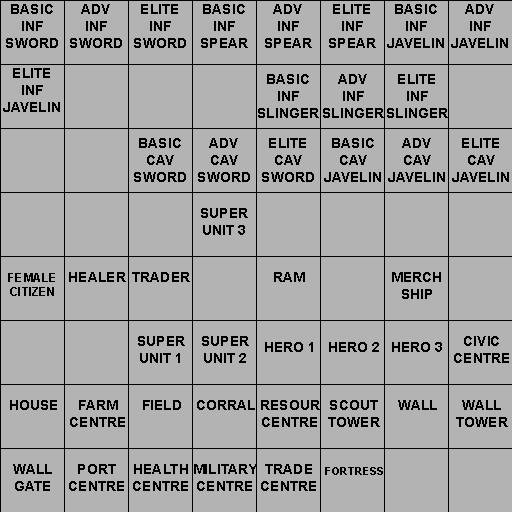 BASIC INF SWORD
ADV INF SWORD
ELITE INF SWORD
BASIC INF SPEAR
ADV INF SPEAR
ELITE INF SPEAR
BASIC INF JAVELIN
ADV INF JAVELIN
ELITE INF JAVELIN
BASIC INF SLINGER
ADV INF SLINGER
ELITE INF SLINGER
BASIC CAV SWORD
ADV CAV SWORD
ELITE CAV SWORD
BASIC CAV JAVELIN
ADV CAV JAVELIN
ELITE CAV JAVELIN
SUPER UNIT 3
FEMALE CITIZEN
HEALER
TRADER
RAM
MERCH SHIP
SUPER UNIT 1
SUPER UNIT 2
HERO 1
HERO 2
HERO 3
CIVIC CENTRE
HOUSE
FARM CENTRE
FIELD
CORRAL
RESOUR CENTRE
SCOUT TOWER
WALL
WALL TOWER
WALL GATE
PORT CENTRE
HEALTH CENTRE
MILITARY CENTRE
TRADE CENTRE
FORTRESS